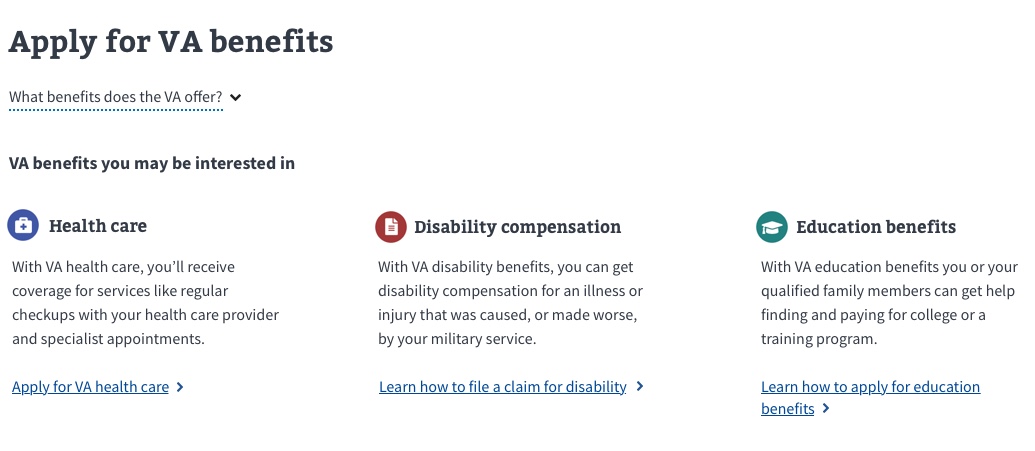 Apply for VA benefits
What benefits does the VA offer?
VA benefits you may be interested in
Health care
With VA health care, you’ll receive
coverage for services like regular
checkups with your health care provider
and specialist appointments.
Apply for VA health care
Disability compensation
With VA disability benefits, you can get
disability compensation for an illness or
injury that was caused, or made worse,
by your military service.
Learn how to file a claim for disability
Education benefits
With VA education benefits you or your
qualified family members can get help
finding and paying for college or a
training program.
Learn how to apply for education
benefits